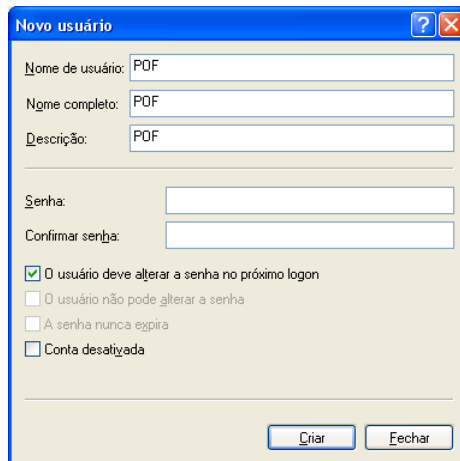 Novo usuário
Nome de usuário: POF
Nome completo: POF
Descrição: POF
Senha:
Confirmar senha:
O usuário deve alterar a senha no próximo logon
O usuário não pode alterar a senha
A senha nunca expira
Conta desativada
Criar Fechar